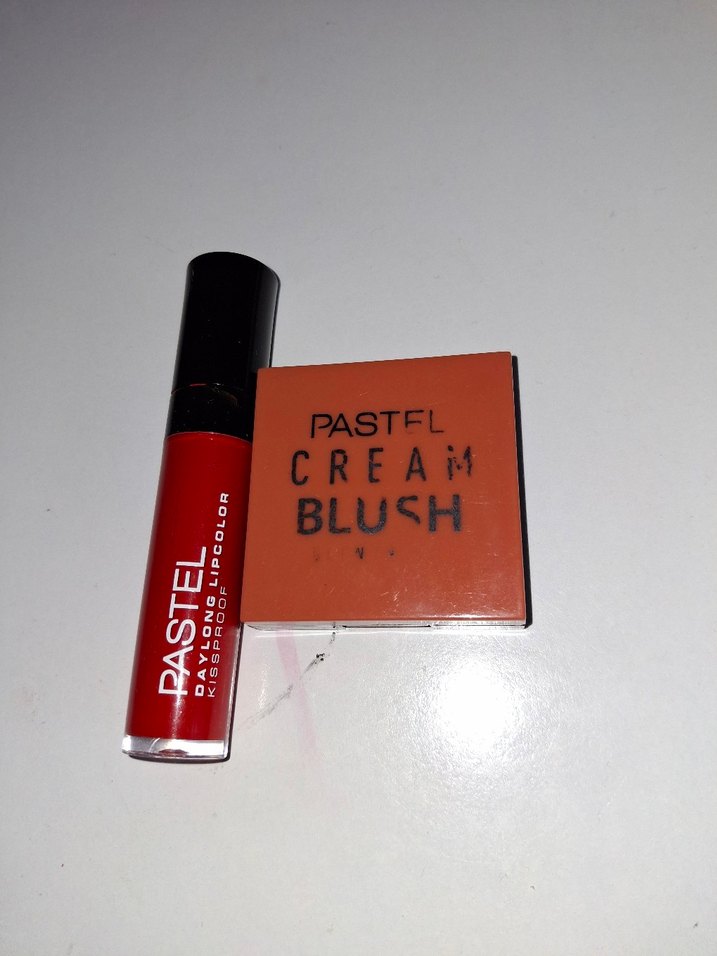 PASTEL
DAYLONG LIPCOLOR
KISSPROOF
PASTEL
CREAM
BLUSH